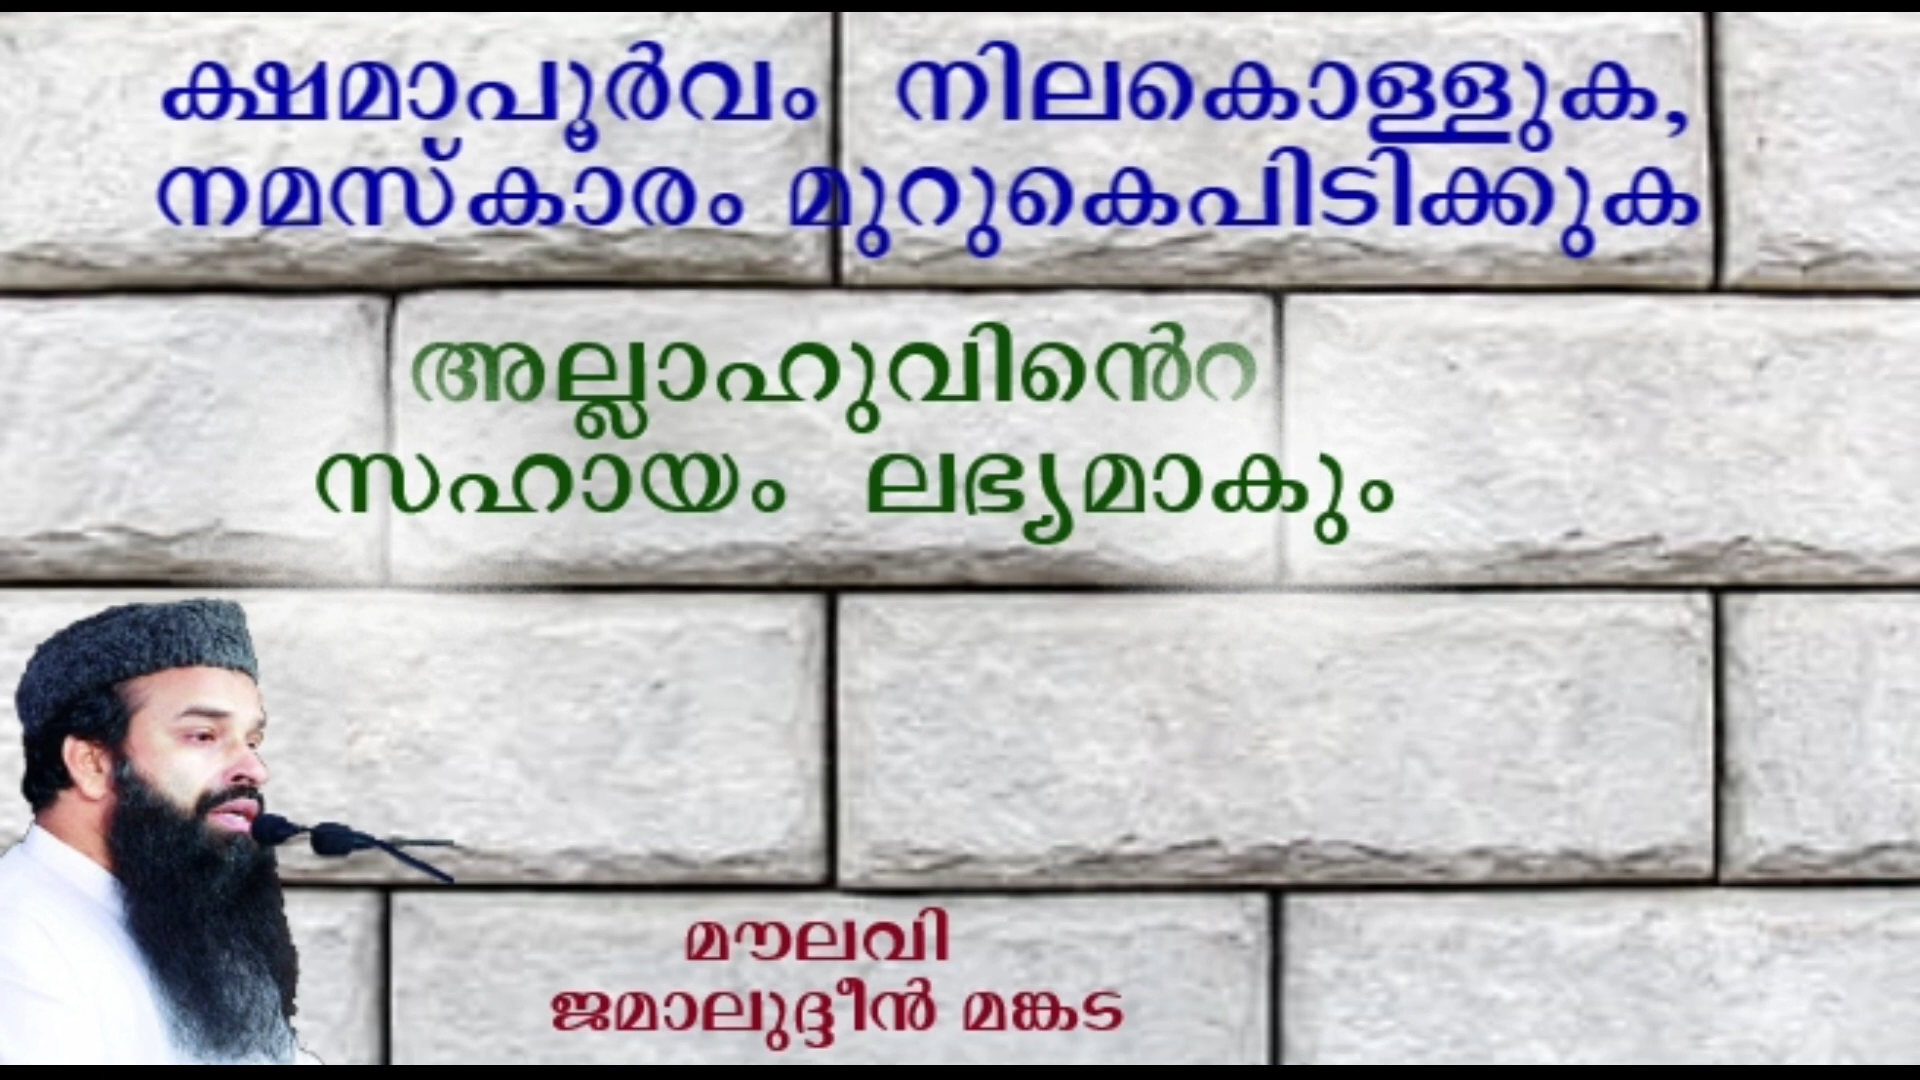 ക്ഷമാപൂർവം നിലകൊള്ളുക,
നമസ്കാരം മുറുകെപിടിക്കുക
അല്ലാഹുവിൻെറ
സഹായം ലഭ്യമാകും
മൗലവി
ജമാലുദ്ദീൻ മങ്കട